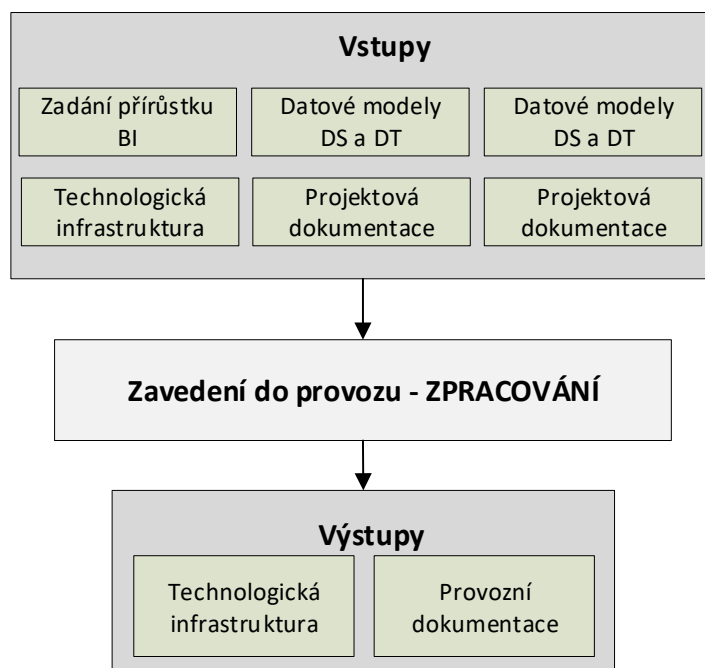 Vstupy
Zadání přírůstku
BI
Datové modely
DS a DT
Datové modely
DS a DT
Technologická
infrastruktura
Projektová
dokumentace
Projektová
dokumentace
Zavedení do provozu - ZPRACOVÁNÍ
Výstupy
Technologická
infrastruktura
Provozní
dokumentace